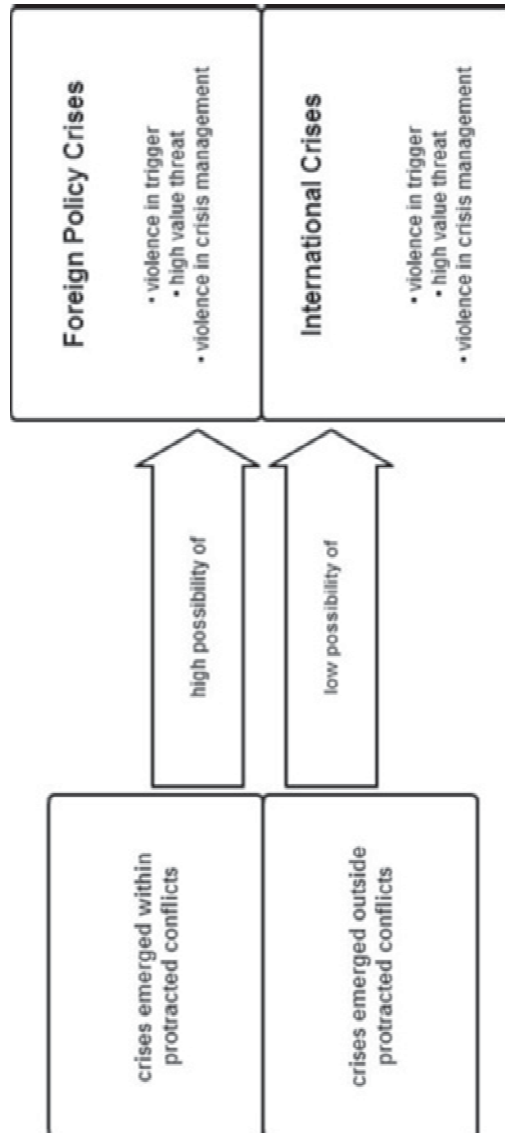 crises emerged within
protracted conflicts
high possibility of
Foreign Policy Crises
• violence in trigger
• high value threat
• violence in crisis management
crises emerged outside
protracted conflicts
low possibility of
International Crises
• violence in trigger
• high value threat
• violence in crisis management